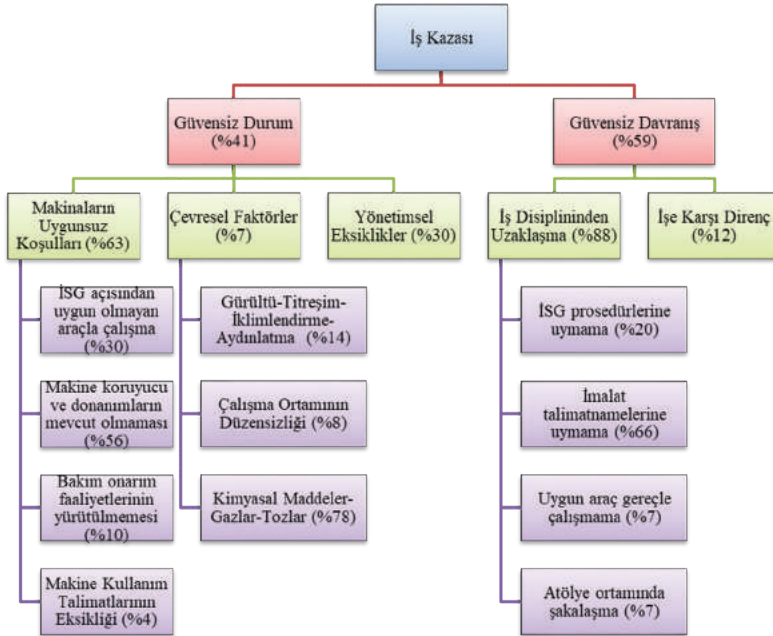 İş Kazası
Güvensiz Durum
(%41)
Güvensiz Davranış
(%59)
Makinaların
Uygunsuz
Koşulları (%63)
Çevresel Faktörler
(%7)
Yönetimsel
Eksiklikler (%30)
İş Disiplininden
Uzaklaşma (%88)
İşe Karşı Direnç
(%12)
İSG açısından
uygun olmayan
araçla çalışma
(%30)
Makine koruyucu
ve donanımların
mevcut olmaması
(%56)
Bakım onarım
faaliyetlerinin
yürütülmemesi
(%10)
Makine Kullanım
Talimatlarının
Eksikliği (%4)
Gürültü-Titreşim-
İklimlendirme-
Aydınlatma (%14)
Çalışma Ortamının
Düzensizliği (%8)
Kimyasal Maddeler-
Gazlar-Tozlar (%78)
İSG prosedürlerine
uymama (%20)
İmalat
talimatnamelerine
uymama (%66)
Uygun araç gereçle
çalışmama (%7)
Atölye ortamında
şakalaşma (%7)